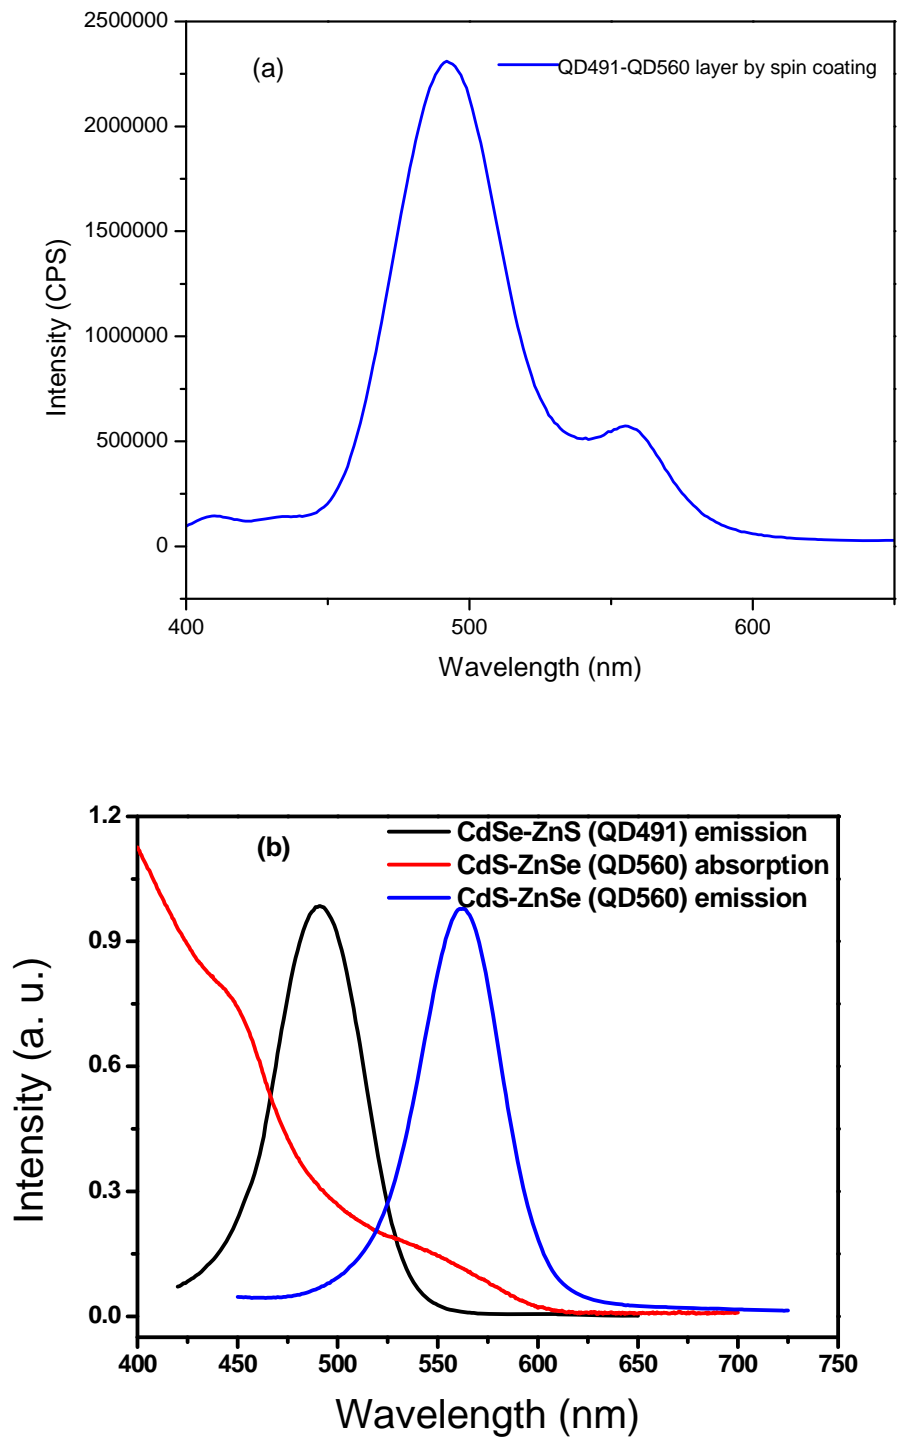 2500000
(a)
QD491-QD560 layer by spin coating
2000000
1500000
1000000
500000
0
Intensity (CPS)
400
500
600
Wavelength (nm)
1.2
(b)
CdSe-ZnS (QD491) emission
CdS-ZnSe (QD560) absorption
CdS-ZnSe (QD560) emission
0.9
0.6
0.3
0.0
Intensity (a. u.)
400
450
500
550
600
650
700
750
Wavelength (nm)